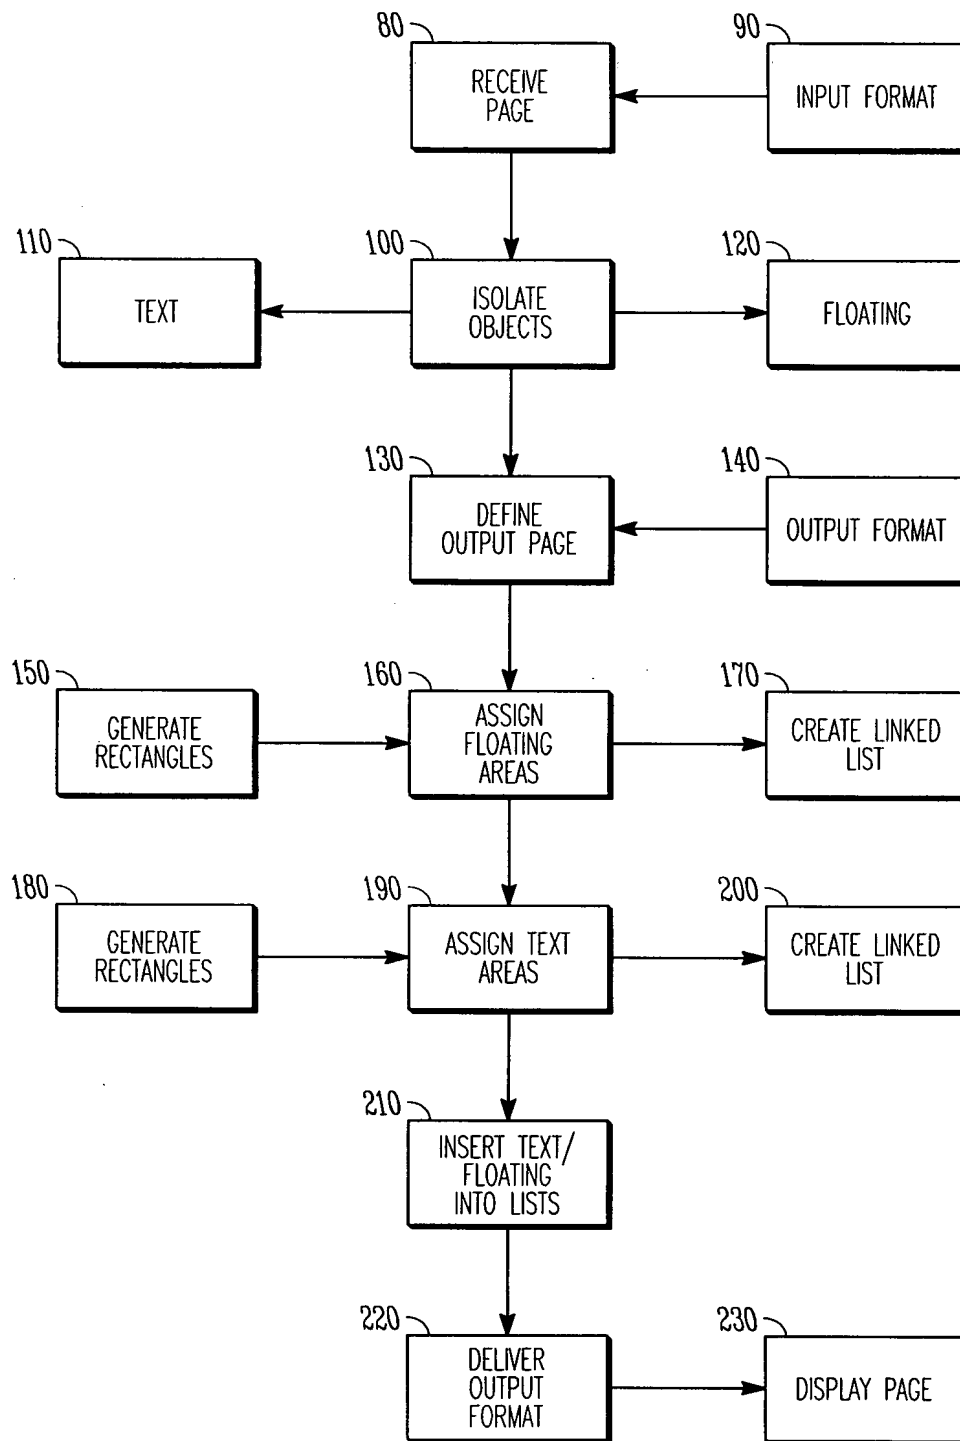 80
RECEIVE
PAGE
90
INPUT FORMAT
110
TEXT
100
ISOLATE
OBJECTS
120
FLOATING
130
DEFINE
OUTPUT PAGE
140
OUTPUT FORMAT
150
GENERATE
RECTANGLES
160
ASSIGN
FLOATING
AREAS
170
CREATE LINKED
LIST
180
GENERATE
RECTANGLES
190
ASSIGN TEXT
AREAS
200
CREATE LINKED
LIST
210
INSERT TEXT/
FLOATING
INTO LISTS
220
DELIVER
OUTPUT
FORMAT
230
DISPLAY PAGE